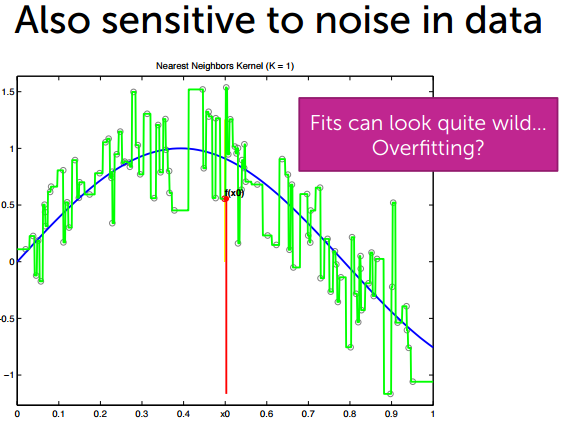 Also sensitive to noise in data
Nearest Neighbors Kernel (K = 1)
Fits can look quite wild...
Overfitting?
f(x0)
1.5
1
0.5
0
-0.5
-1
0 0.1 0.2 0.3 0.4 x0 0.6 0.7 0.8 0.9 1